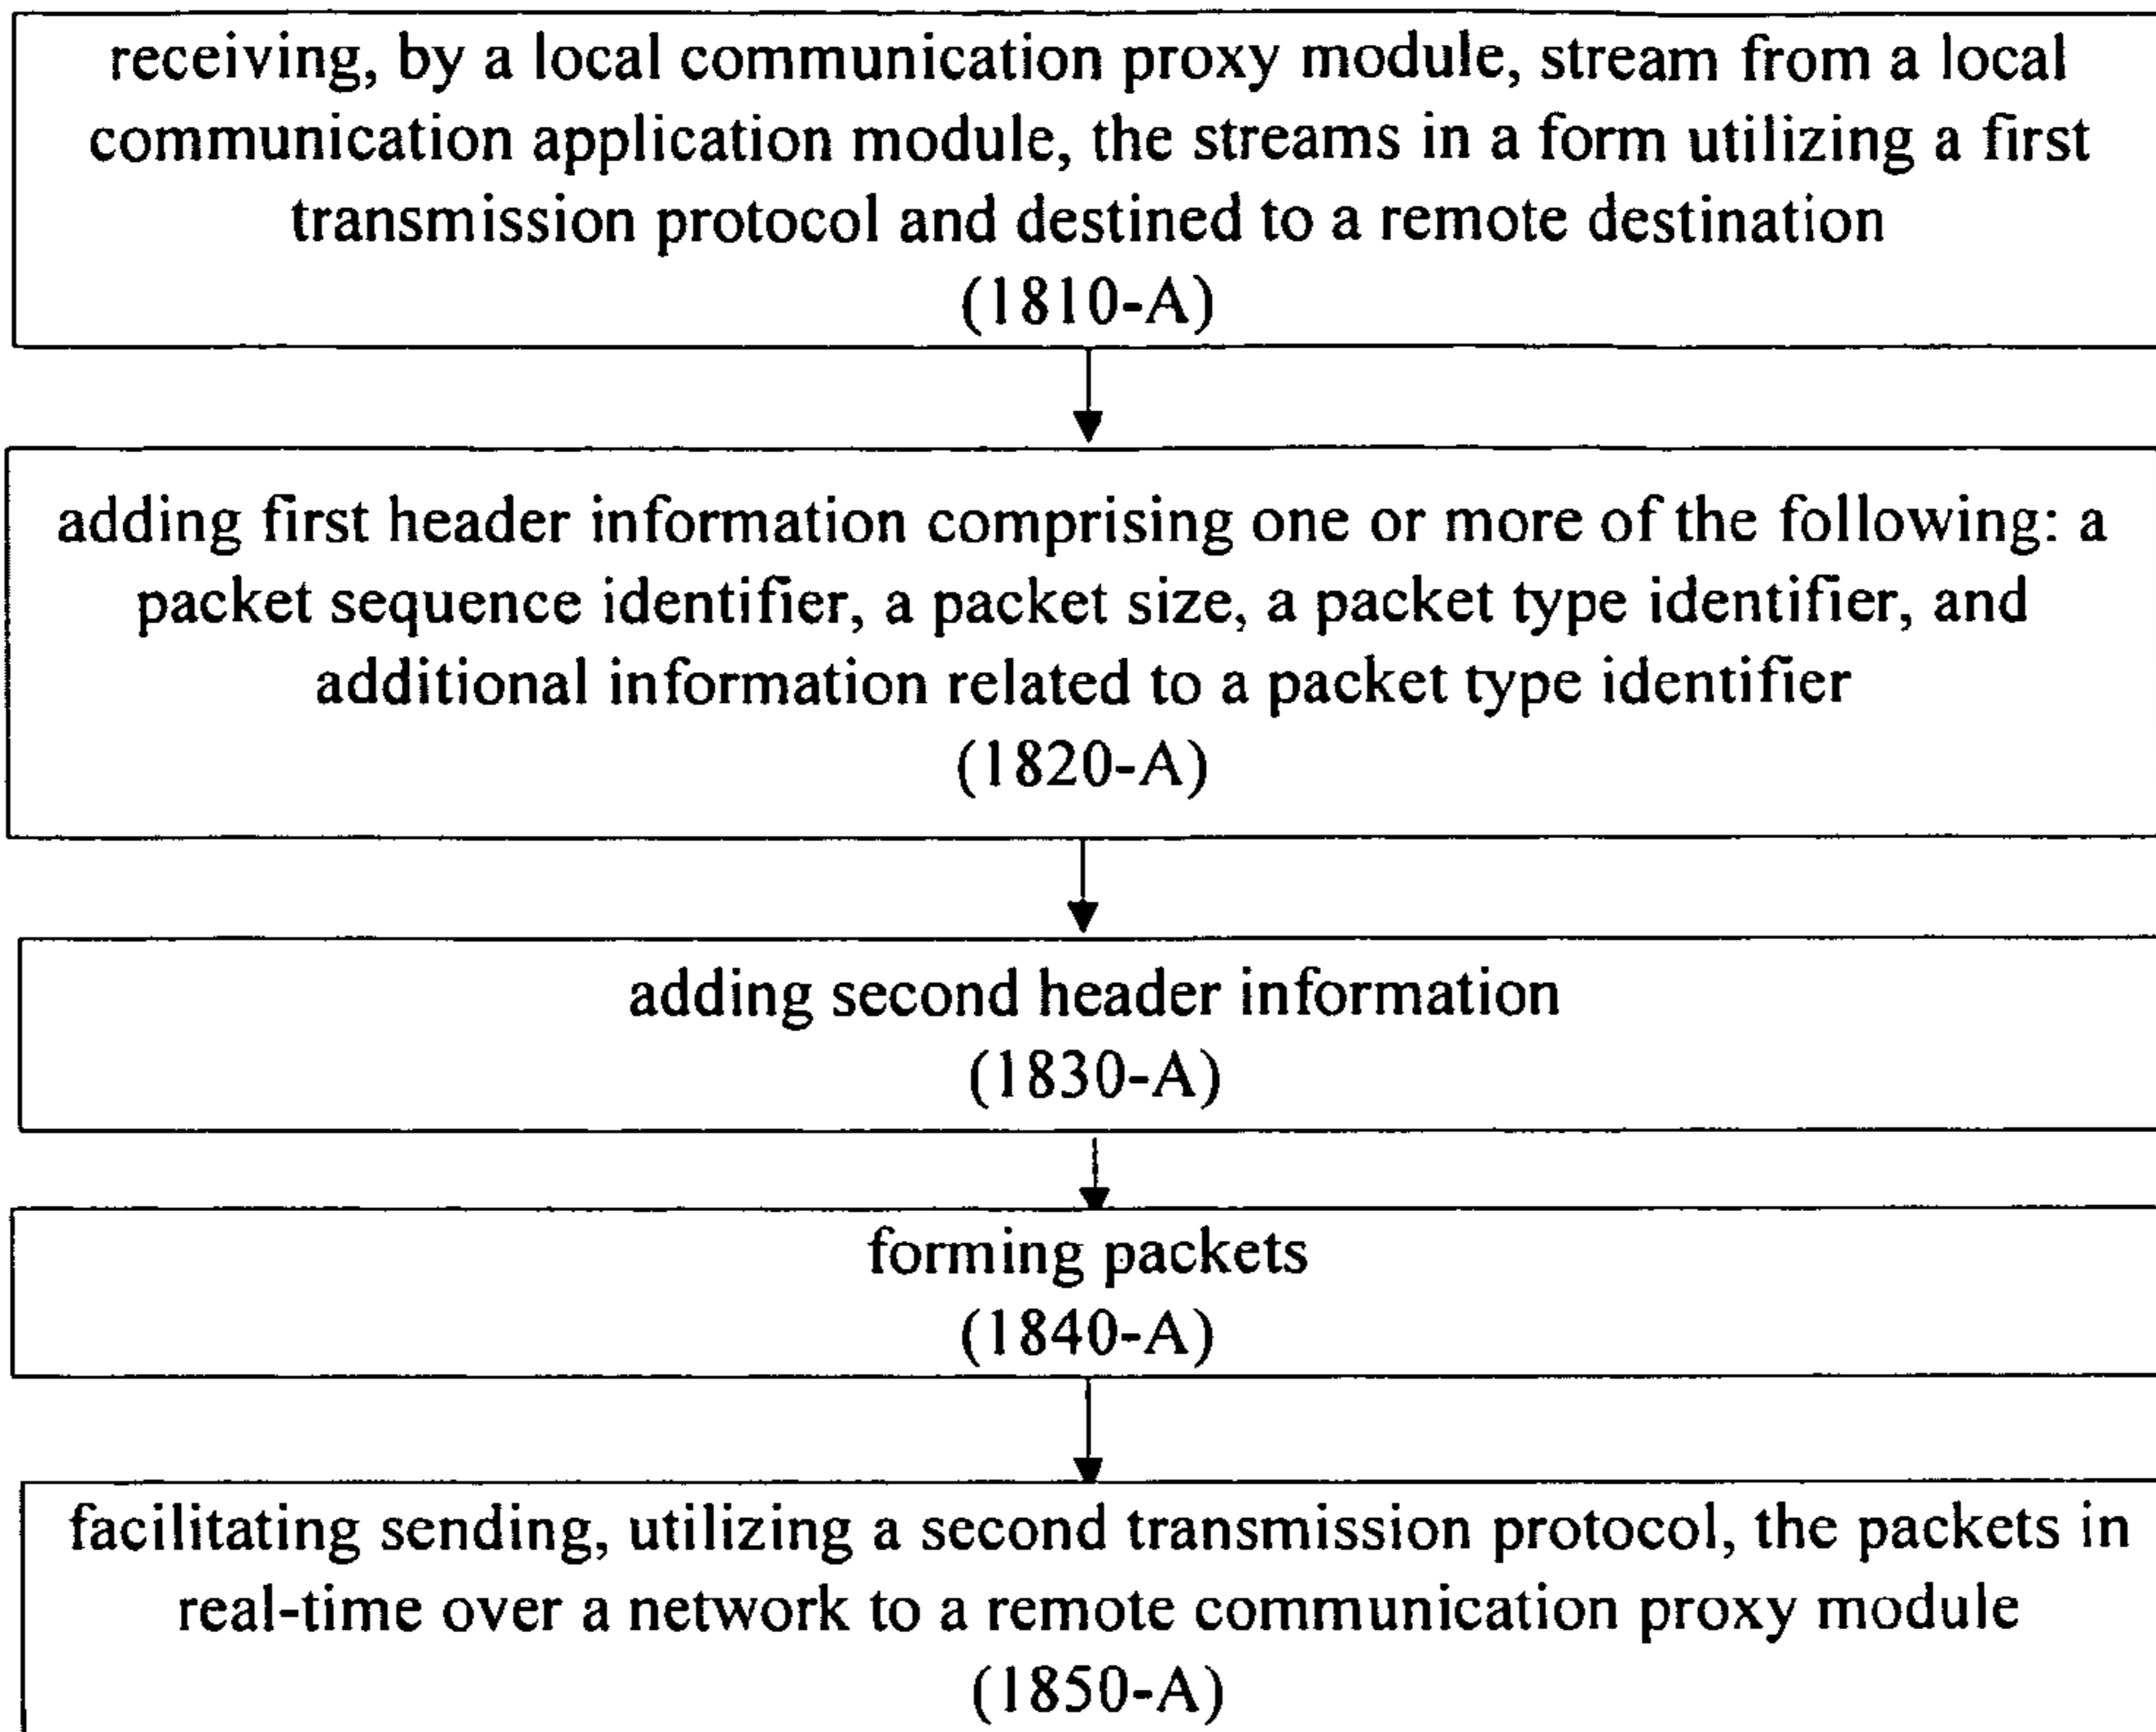 receiving, by a local communication proxy module, stream from a local
communication application module, the streams in a form utilizing a first
transmission protocol and destined to a remote destination
(1810-A)
adding first header information comprising one or more of the following: a
packet sequence identifier, a packet size, a packet type identifier, and
additional information related to a packet type identifier
(1820-A)
adding second header information
(1830-A)
forming packets
(1840-A)
facilitating sending, utilizing a second transmission protocol, the packets in
real-time over a network to a remote communication proxy module
(1850-A)